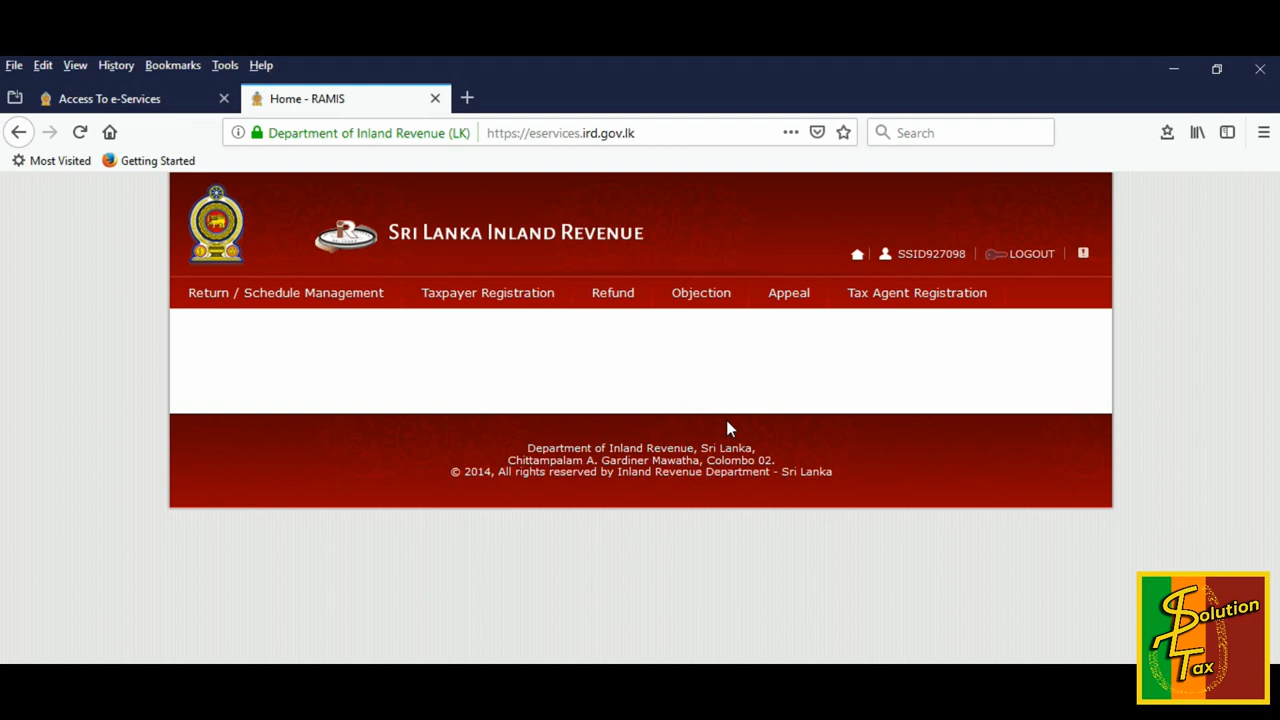 File Edit View History Bookmarks Tools Help
Access To e-Services Home - RAMIS
Department of Inland Revenue (LK) https://eservices.ird.gov.lk Search
Most Visited Getting Started
SRI LANKA INLAND REVENUE
SSID927098 LOGOUT
Return / Schedule Management Taxpayer Registration Refund Objection Appeal Tax Agent Registration
Department of Inland Revenue, Sri Lanka,
Chittampalam A. Gardiner Mawatha, Colombo 02.
© 2014, All rights reserved by Inland Revenue Department - Sri Lanka
Solution
Tax